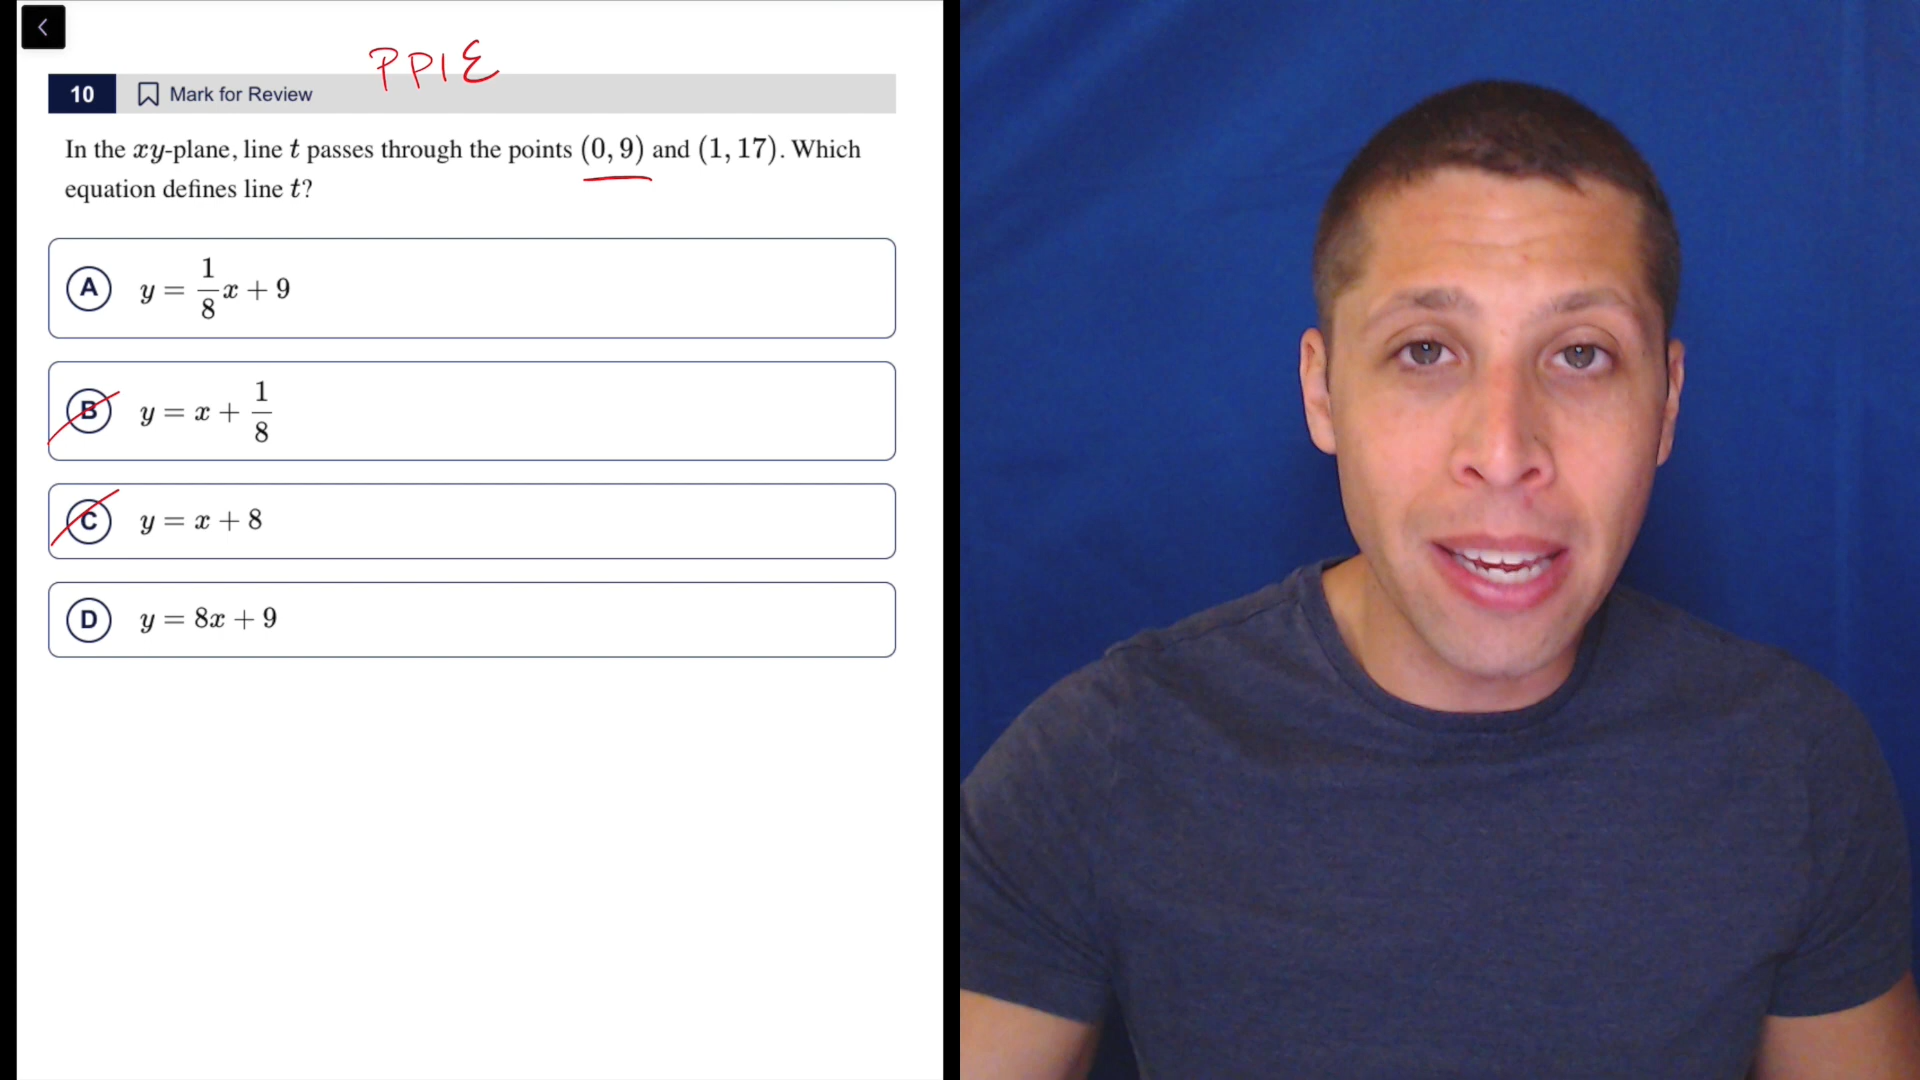 PPIE
10 Mark for Review
In the xy-plane, line t passes through the points (0, 9) and (1, 17). Which
equation defines line t?
A y = 1/8 x + 9
B y = x + 1/8
C y = x + 8
D y = 8x + 9